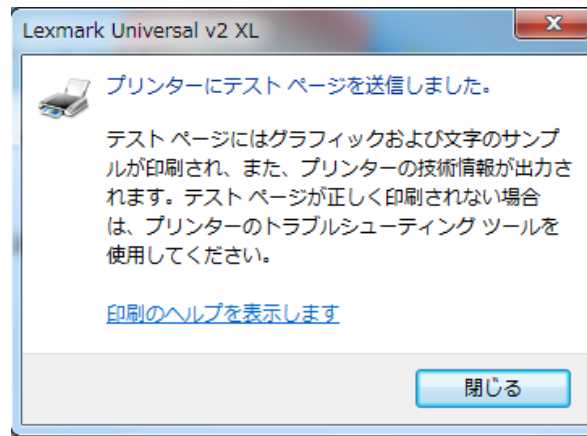 Lexmark Universal v2 XL
プリンターにテスト ページを送信しました。
テスト ページにはグラフィックおよび文字のサンプ
ルが印刷され、また、プリンターの技術情報が出力さ
れます。テスト ページが正しく印刷されない場合
は、プリンターのトラブルシューティング ツールを
使用してください。
印刷のヘルプを表示します
閉じる